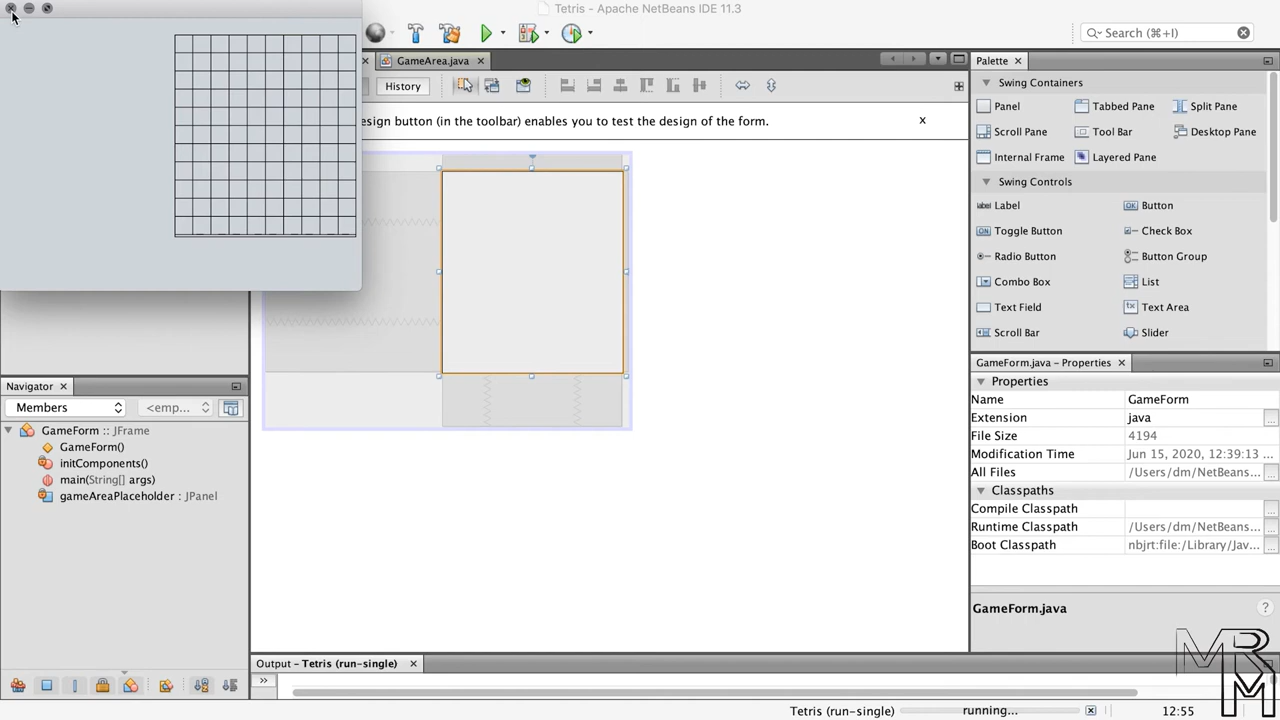 Tetris - Apache NetBeans IDE 11.3
Search (⌘+I)
GameArea.java
History
esign button (in the toolbar) enables you to test the design of the form.
x
Palette
Swing Containers
Panel
Tabbed Pane
Split Pane
Scroll Pane
Tool Bar
Desktop Pane
Internal Frame
Layered Pane
Swing Controls
Label
Button
Toggle Button
Check Box
Radio Button
Button Group
Combo Box
List
Text Field
Text Area
Scroll Bar
Slider
GameForm.java - Properties
Properties
Name GameForm
Extension java
File Size 4194
Modification Time Jun 15, 2020, 12:39:13 ...
All Files /Users/dm/NetBeans...
Classpaths
Compile Classpath
Runtime Classpath /Users/dm/NetBeans...
Boot Classpath nbjrt:file:/Library/Jav...
GameForm.java
Navigator
Members
<emp...
GameForm :: JFrame
GameForm()
initComponents()
main(String[] args)
gameAreaPlaceholder : JPanel
Output - Tetris (run-single)
Tetris (run-single)
running...
12:55